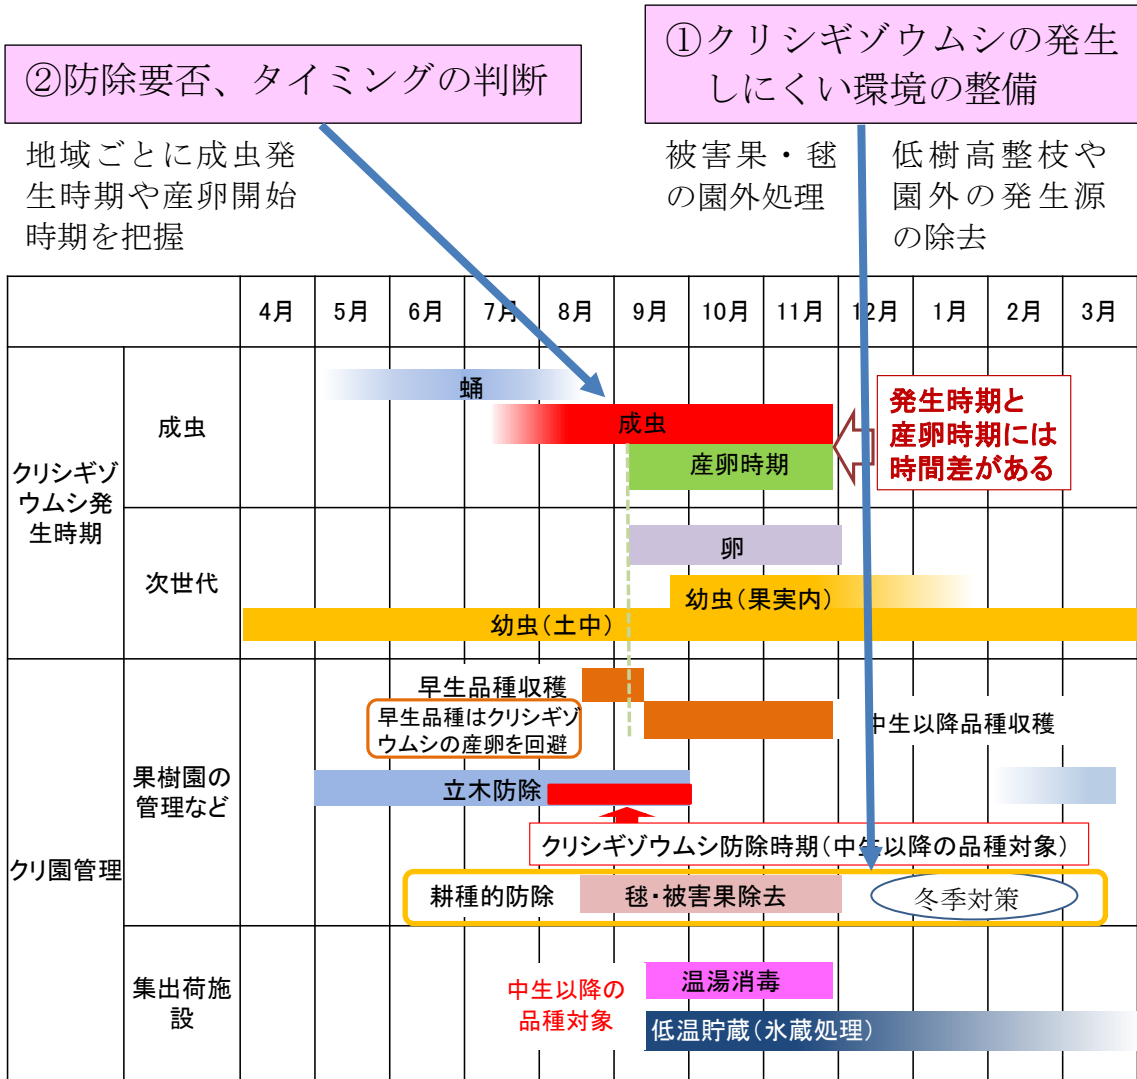 ②防除要否、タイミングの判断
地域ごとに成虫発
生時期や産卵開始
時期を把握
①クリシギゾウムシの発生
しにくい環境の整備
被害果・毬
の園外処理
低樹高整枝や
園外の発生源
の除去
4月 5月 6月 7月 8月 9月 10月 11月 12月 1月 2月 3月
クリシギゾ
ウムシ発
生時期
成虫
蛹
成虫
産卵時期
発生時期と
産卵時期には
時間差がある
次世代
卵
幼虫(果実内)
幼虫(土中)
クリ園管理
果樹園の
管理など
早生品種収穫
早生品種はクリシギゾ
ウムシの産卵を回避
中生以降品種収穫
立木防除
クリシギゾウムシ防除時期(中生以降の品種対象)
耕種的防除
毬・被害果除去
冬季対策
集出荷施
設
中生以降の
品種対象
温湯消毒
低温貯蔵(氷蔵処理)